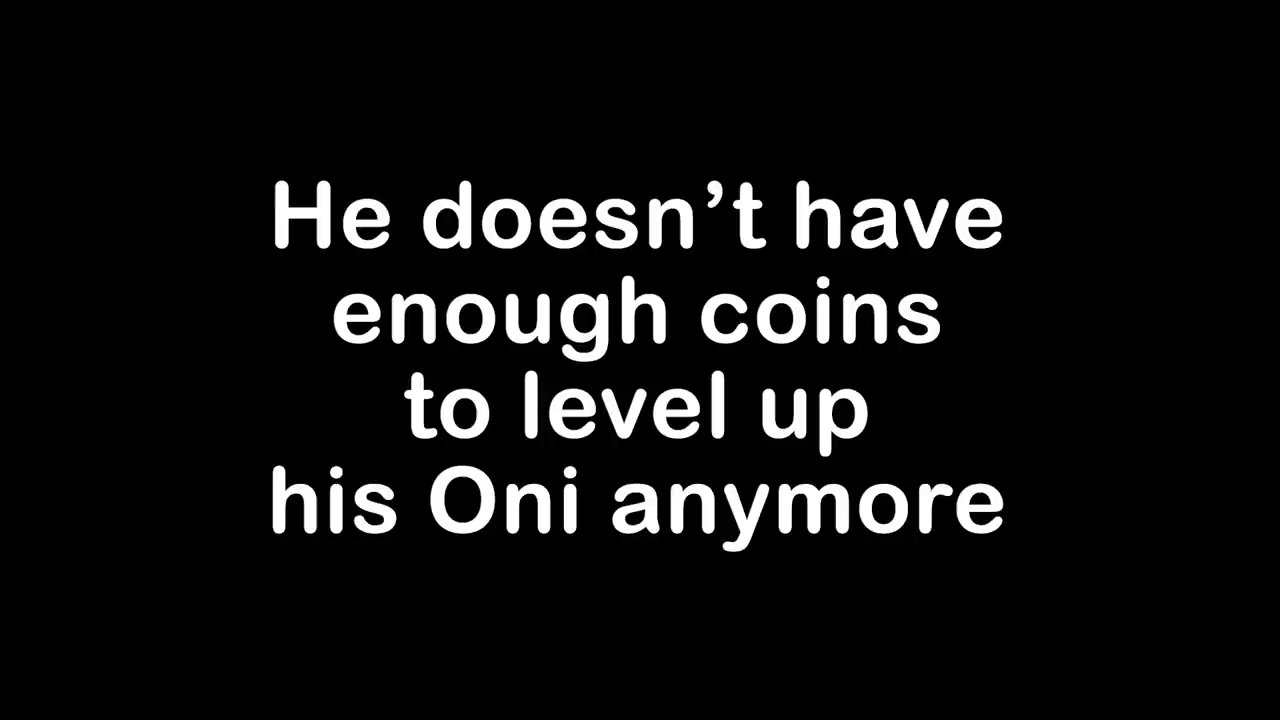 He doesn’t have
enough coins
to level up
his Oni anymore